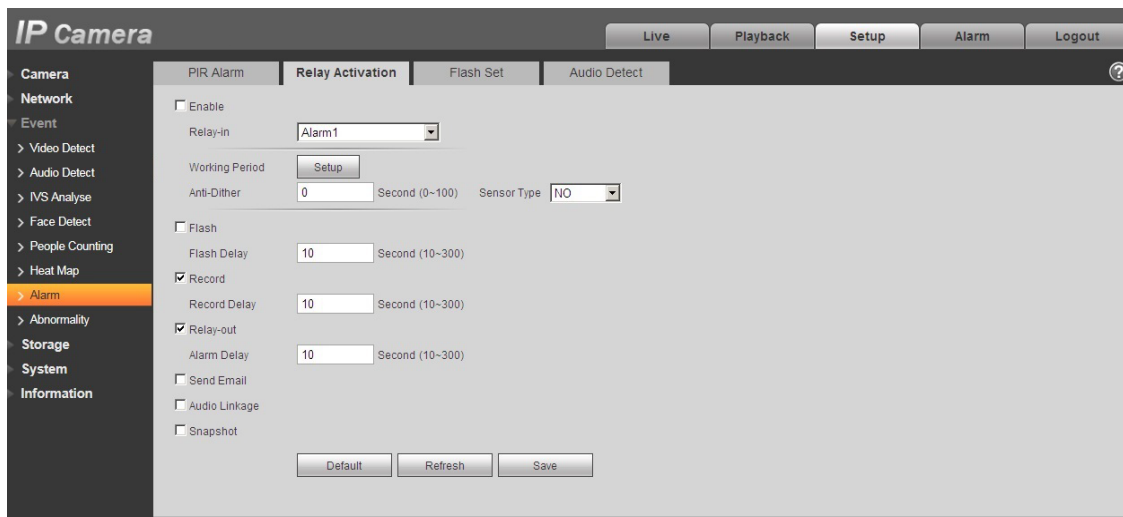 IP Camera
Live Playback Setup Alarm Logout
Camera
Network
Event
> Video Detect
> Audio Detect
> IVS Analyse
> Face Detect
> People Counting
> Heat Map
> Alarm
> Abnormality
Storage
System
Information
PIR Alarm Relay Activation Flash Set Audio Detect ?
Enable
Relay-in Alarm1
Working Period Setup
Anti-Dither 0 Second (0~100) Sensor Type NO
Flash
Flash Delay 10 Second (10~300)
Record
Record Delay 10 Second (10~300)
Relay-out
Alarm Delay 10 Second (10~300)
Send Email
Audio Linkage
Snapshot
Default Refresh Save